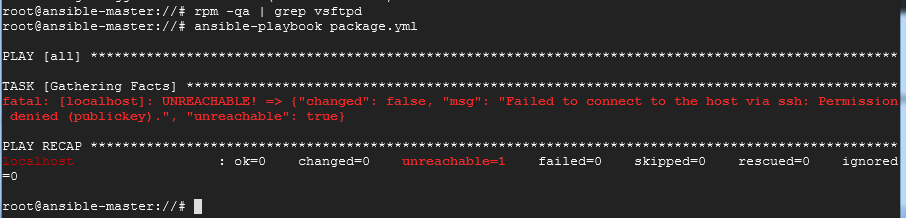 root@ansible-master://# rpm -qa | grep vsftpd
root@ansible-master://# ansible-playbook package.yml
PLAY [all] *****************************************************************************************************
TASK [Gathering Facts] *****************************************************************************************
fatal: [localhost]: UNREACHABLE! => {"changed": false, "msg": "Failed to connect to the host via ssh: Permission
 denied (publickey).", "unreachable": true}
PLAY RECAP *****************************************************************************************************
localhost                  : ok=0    changed=0    unreachable=1    failed=0    skipped=0    rescued=0    ignored
=0
root@ansible-master://#